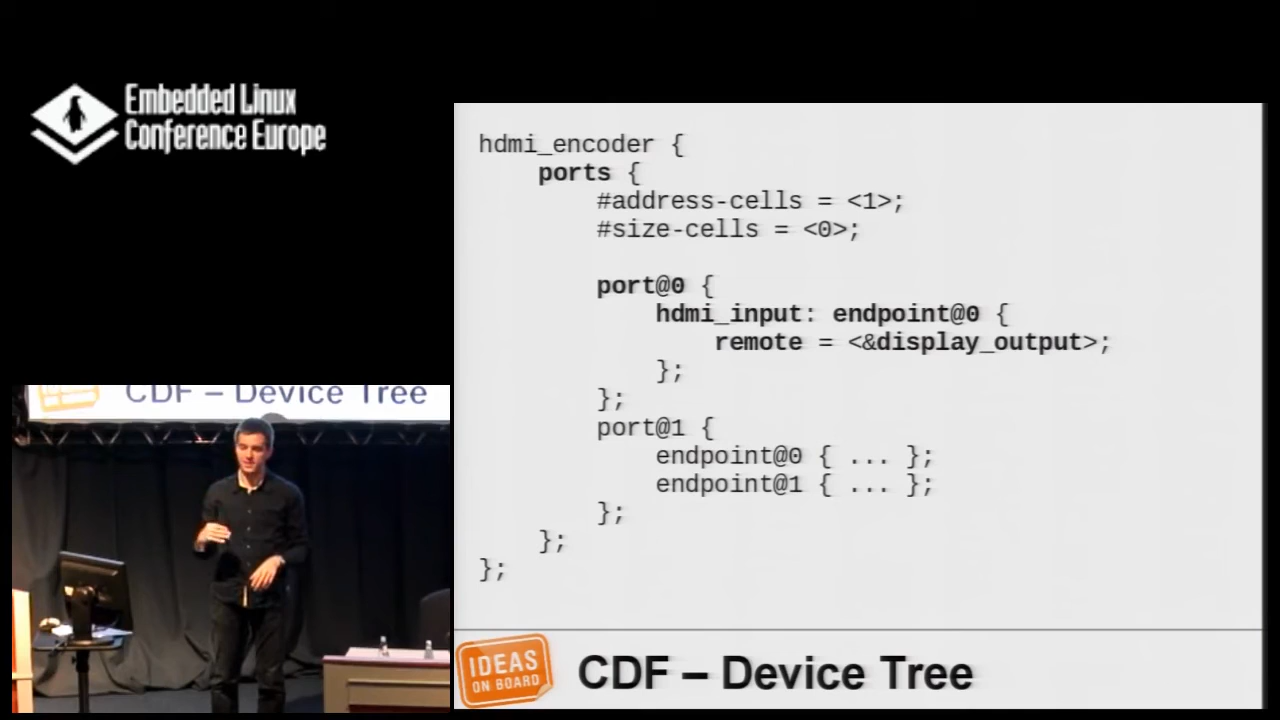 Embedded Linux
Conference Europe
hdmi_encoder {
ports {
#address-cells = <1>;
#size-cells = <0>;
port@0 {
hdmi_input: endpoint@0 {
remote = <&display_output>;
};
};
port@1 {
endpoint@0 { ... };
endpoint@1 { ... };
};
};
};
IDEAS
ON BOARD
CDF – Device Tree
CDF – Device Tree